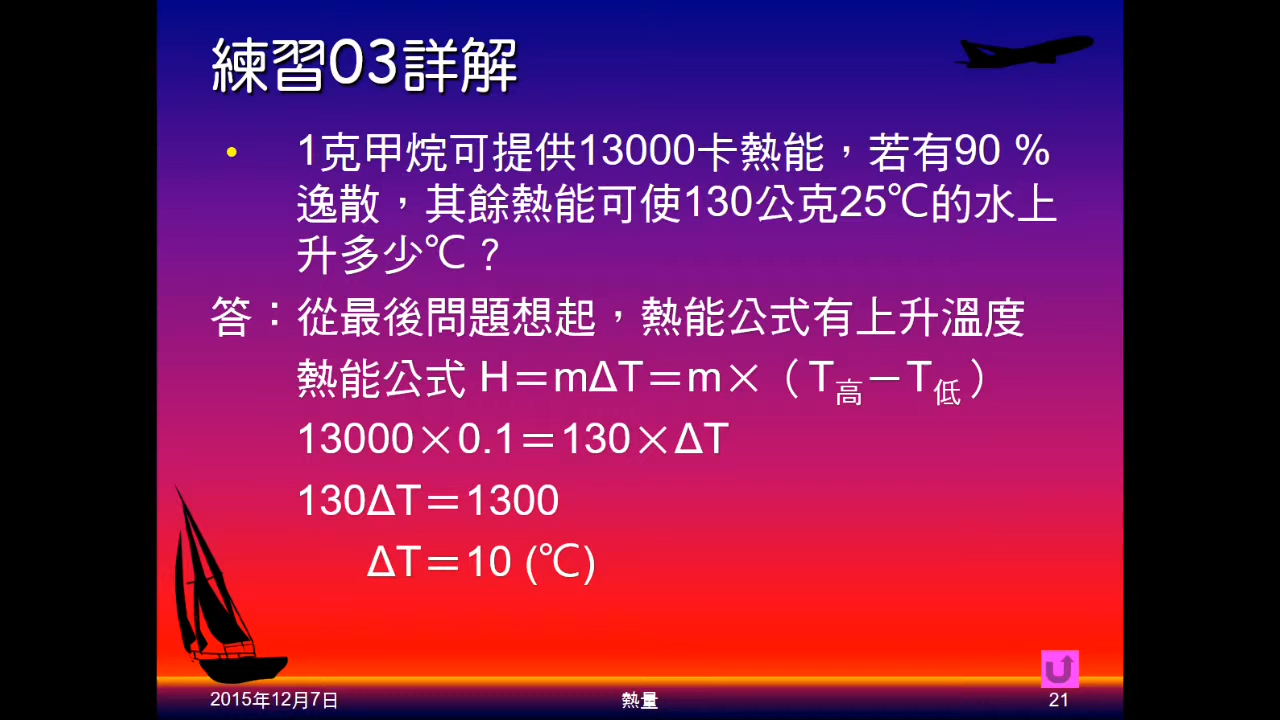 練習03詳解
• 1克甲烷可提供13000卡熱能，若有90 %
逸散，其餘熱能可使130公克25℃的水上
升多少℃？
答：從最後問題想起，熱能公式有上升溫度
熱能公式 H＝mΔT＝m×（T高－T低）
13000×0.1＝130×ΔT
130ΔT＝1300
ΔT＝10 (℃)
2015年12月7日 熱量 21